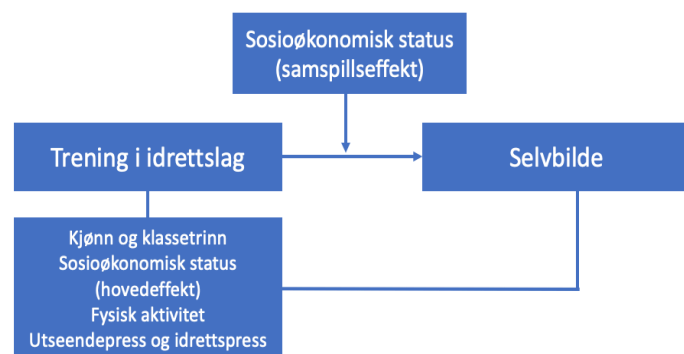 Sosioøkonomisk status
(samspillseffekt)
Trening i idrettslag
Selvbilde
Kjønn og klassetrinn
Sosioøkonomisk status
(hovedeffekt)
Fysisk aktivitet
Utseendepress og idrettspress